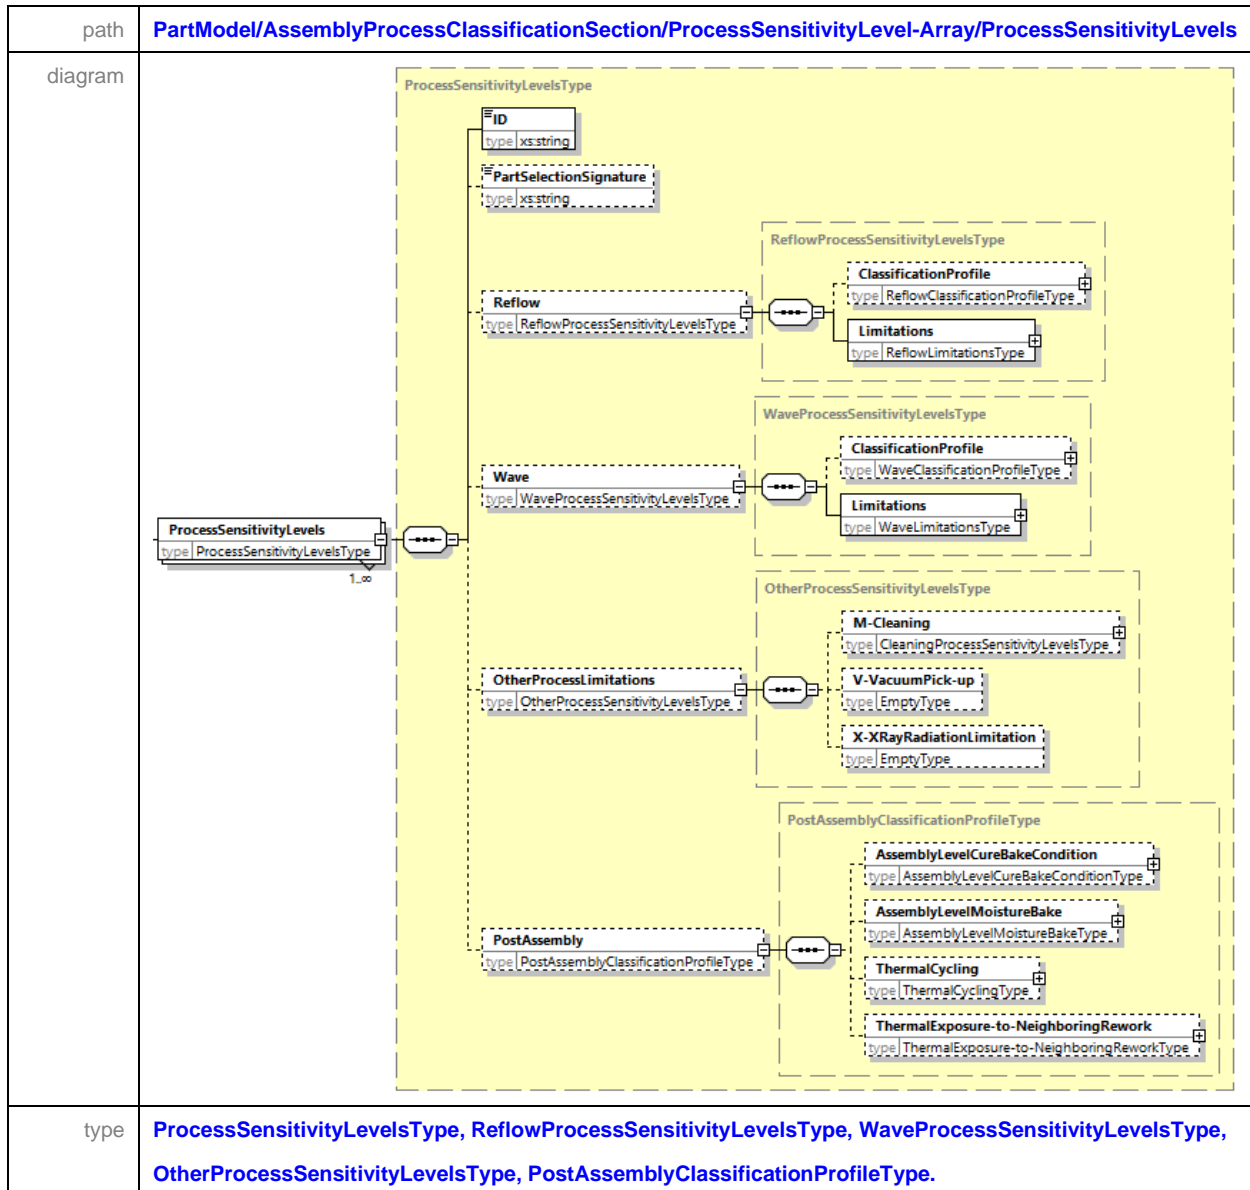 path
PartModel/AssemblyProcessClassificationSection/ProcessSensitivityLevel-Array/ProcessSensitivityLevels
diagram
ProcessSensitivityLevelsType
ID
type xs:string
PartSelectionSignature
type xs:string
ReflowProcessSensitivityLevelsType
ClassificationProfile
type ReflowClassificationProfileType
Reflow
type ReflowProcessSensitivityLevelsType
Limitations
type ReflowLimitationsType
WaveProcessSensitivityLevelsType
ClassificationProfile
type WaveClassificationProfileType
Wave
type WaveProcessSensitivityLevelsType
Limitations
type WaveLimitationsType
ProcessSensitivityLevels
type ProcessSensitivityLevelsType
1..∞
OtherProcessSensitivityLevelsType
M-Cleaning
type CleaningProcessSensitivityLevelsType
OtherProcessLimitations
type OtherProcessSensitivityLevelsType
V-VacuumPick-up
type EmptyType
X-XRayRadiationLimitation
type EmptyType
PostAssemblyClassificationProfileType
AssemblyLevelCureBakeCondition
type AssemblyLevelCureBakeConditionType
AssemblyLevelMoistureBake
type AssemblyLevelMoistureBakeType
PostAssembly
type PostAssemblyClassificationProfileType
ThermalCycling
type ThermalCyclingType
ThermalExposure-to-NeighboringRework
type ThermalExposure-to-NeighboringReworkType
type
ProcessSensitivityLevelsType, ReflowProcessSensitivityLevelsType, WaveProcessSensitivityLevelsType,
OtherProcessSensitivityLevelsType, PostAssemblyClassificationProfileType.